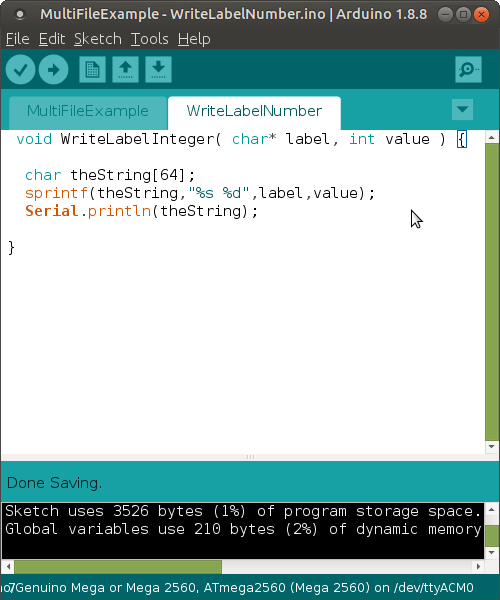 MultiFileExample - WriteLabelNumber.ino | Arduino 1.8.8
File Edit Sketch Tools Help
MultiFileExample WriteLabelNumber
void WriteLabelInteger( char* label, int value ) {
char theString[64];
sprintf(theString,"%s %d",label,value);
Serial.println(theString);
}
Done Saving.
Sketch uses 3526 bytes (1%) of program storage space.
Global variables use 210 bytes (2%) of dynamic memory
Genuino Mega or Mega 2560, ATmega2560 (Mega 2560) on /dev/ttyACM0